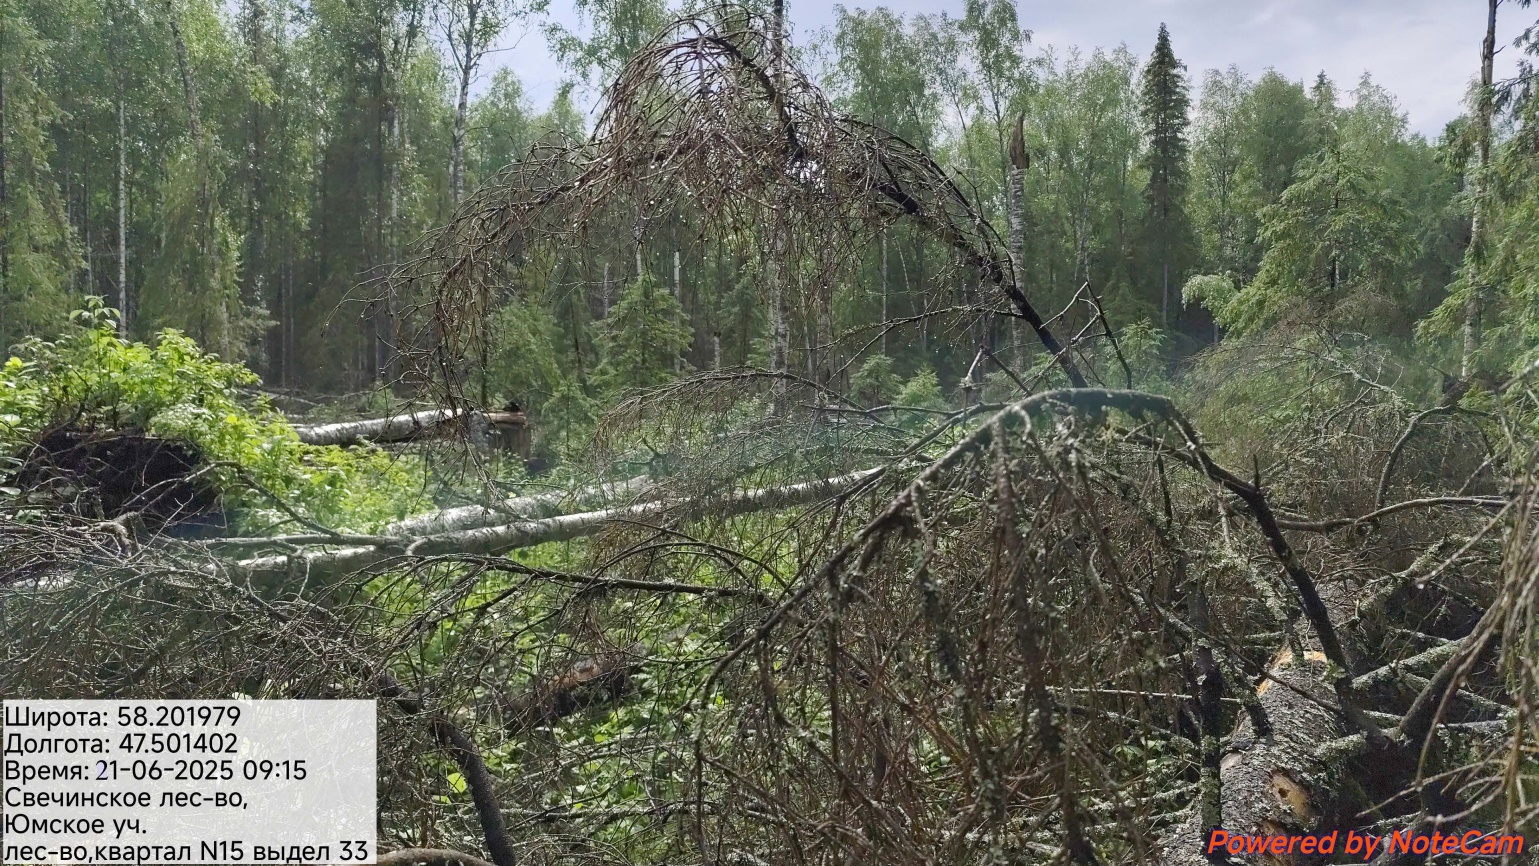 Широта: 58.201979
Долгота: 47.501402
Время: 21-06-2025 09:15
Свечинское лес-во,
Юмское уч.
лес-во,квартал N15 выдел 33
Powered by NoteCam